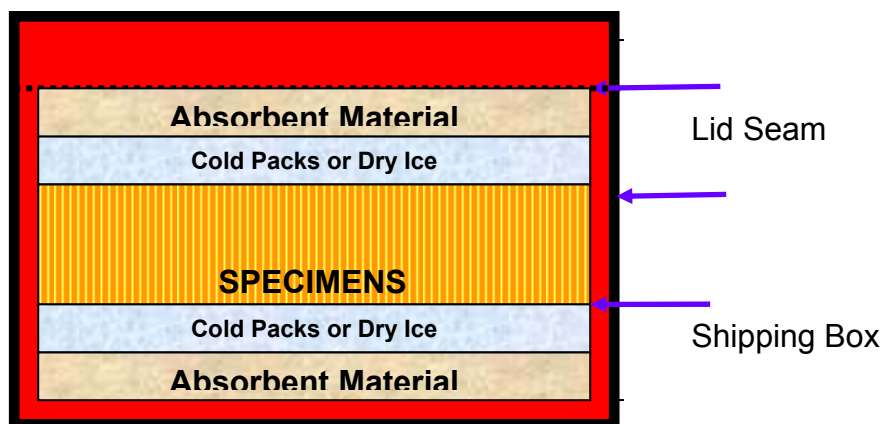 Absorbent Material
Lid Seam
Cold Packs or Dry Ice
SPECIMENS
Cold Packs or Dry Ice
Shipping Box
Absorbent Material